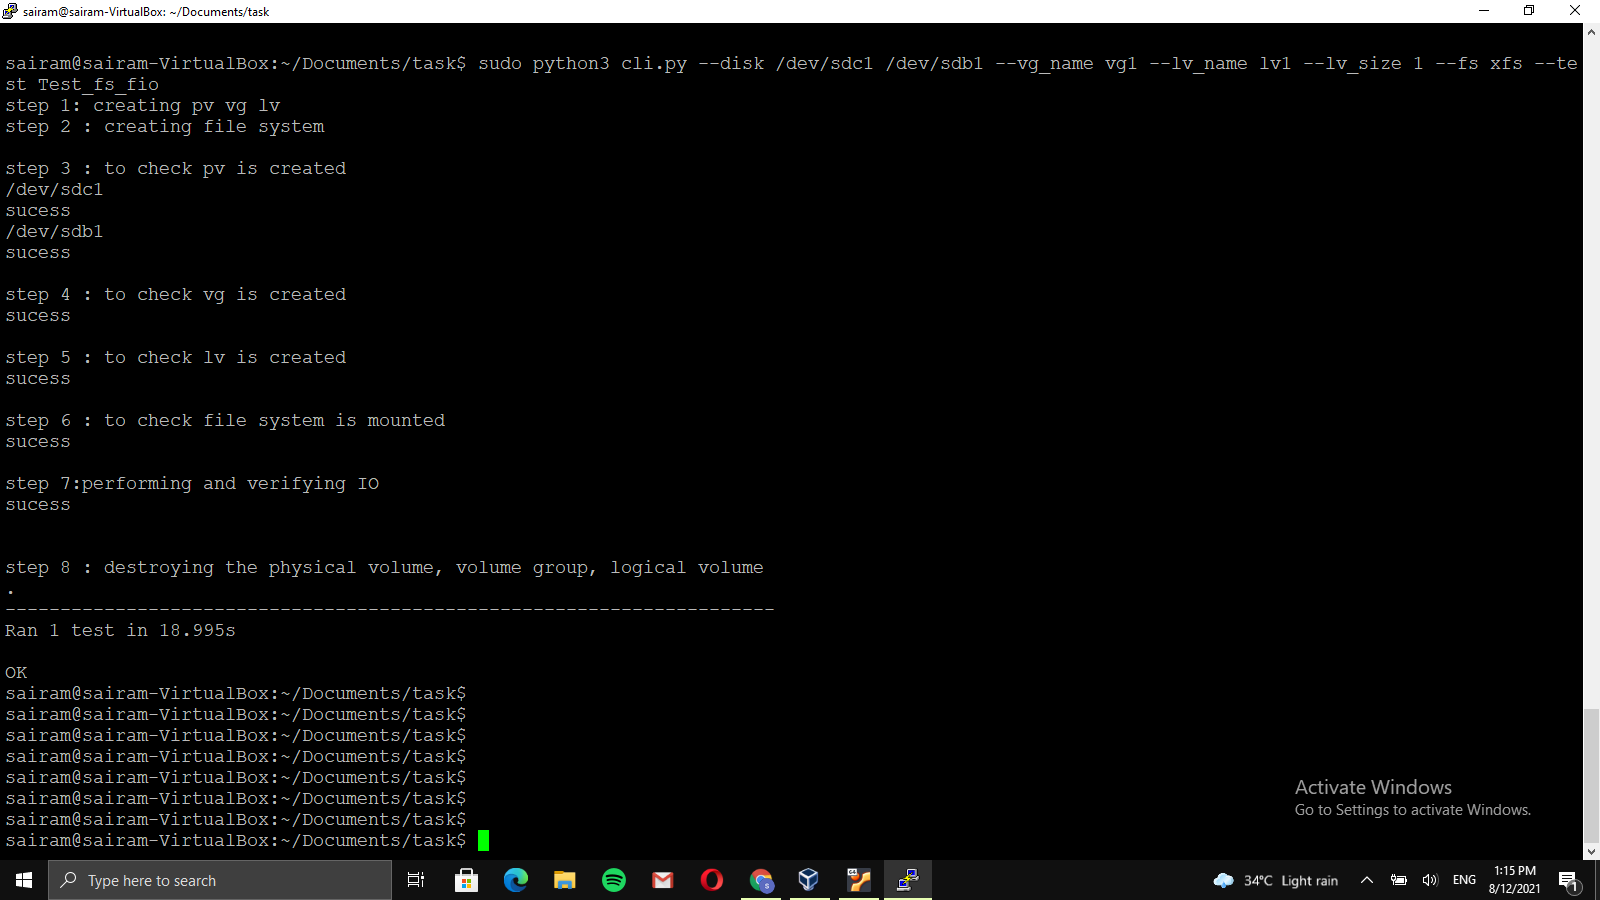 sairam@sairam-VirtualBox: ~/Documents/task
sairam@sairam-VirtualBox:~/Documents/task$ sudo python3 cli.py --disk /dev/sdc1 /dev/sdb1 --vg_name vg1 --lv_name lv1 --lv_size 1 --fs xfs --te
st Test_fs_fio
step 1: creating pv vg lv
step 2 : creating file system
step 3 : to check pv is created
/dev/sdc1
sucess
/dev/sdb1
sucess
step 4 : to check vg is created
sucess
step 5 : to check lv is created
sucess
step 6 : to check file system is mounted
sucess
step 7:performing and verifying IO
sucess
step 8 : destroying the physical volume, volume group, logical volume
.
----------------------------------------------------------------------
Ran 1 test in 18.995s
OK
sairam@sairam-VirtualBox:~/Documents/task$
sairam@sairam-VirtualBox:~/Documents/task$
sairam@sairam-VirtualBox:~/Documents/task$
sairam@sairam-VirtualBox:~/Documents/task$
sairam@sairam-VirtualBox:~/Documents/task$
sairam@sairam-VirtualBox:~/Documents/task$
sairam@sairam-VirtualBox:~/Documents/task$
sairam@sairam-VirtualBox:~/Documents/task$
Activate Windows
Go to Settings to activate Windows.
Type here to search
34°C Light rain
ENG
1:15 PM
8/12/2021
1